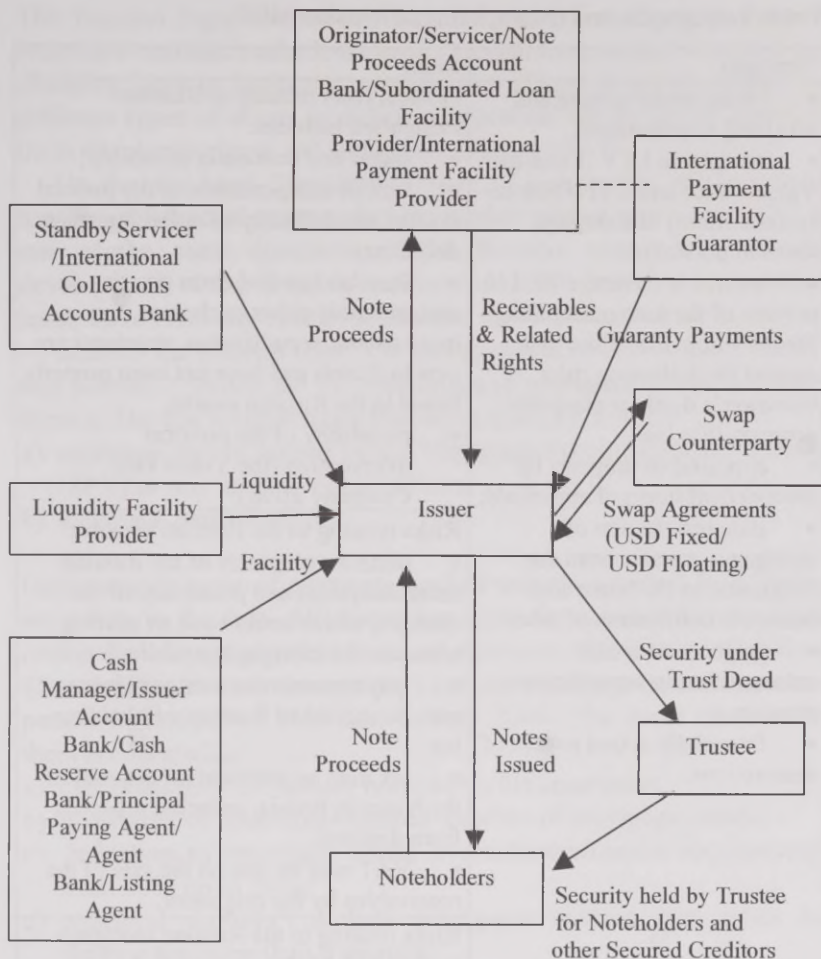 Originator/Servicer/Note
Proceeds Account
Bank/Subordinated Loan
Facility
Provider/International
Payment Facility
Provider
International
Payment
Facility
Guarantor
Standby Servicer
/International
Collections
Accounts Bank
Note
Proceeds
Receivables
& Related
Rights
Guaranty Payments
Swap
Counterparty
Liquidity Facility
Provider
Liquidity
Facility
Issuer
Swap Agreements
(USD Fixed/
USD Floating)
Cash
Manager/Issuer
Account
Bank/Cash
Reserve Account
Bank/Principal
Paying Agent/
Agent
Bank/Listing
Agent
Security under
Trust Deed
Note
Proceeds
Notes
Issued
Trustee
Noteholders
Security held by Trustee
for Noteholders and
other Secured Creditors